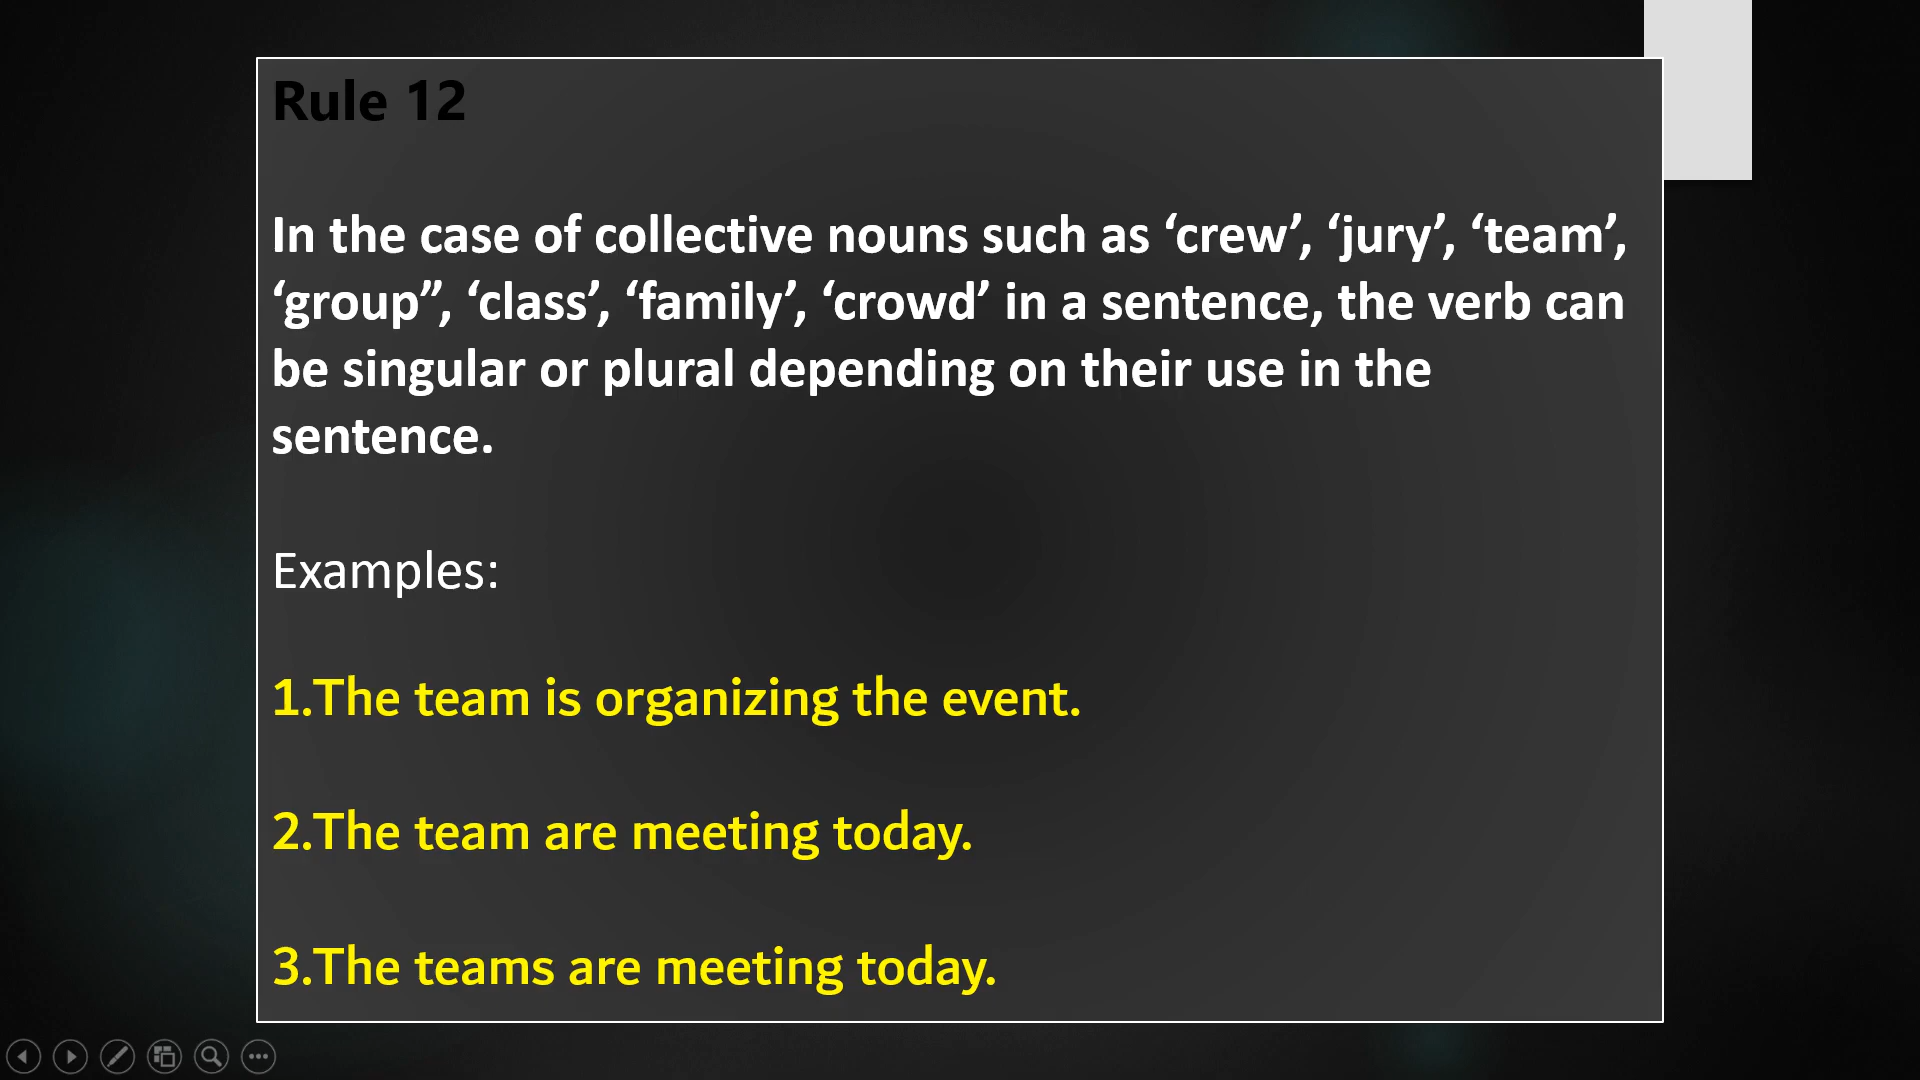 Rule 12
In the case of collective nouns such as ‘crew’, ‘jury’, ‘team’,
‘group”, ‘class’, ‘family’, ‘crowd’ in a sentence, the verb can
be singular or plural depending on their use in the
sentence.
Examples:
1.The team is organizing the event.
2.The team are meeting today.
3.The teams are meeting today.